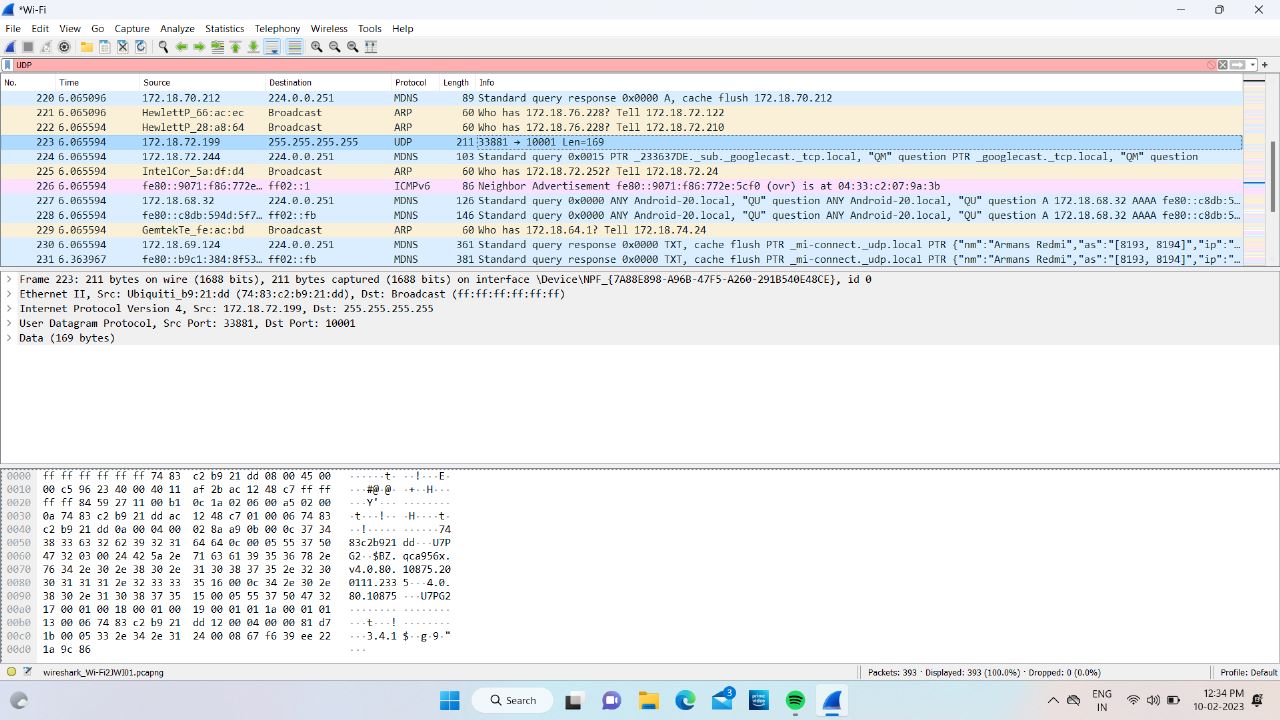 *Wi-Fi
File Edit View Go Capture Analyze Statistics Telephony Wireless Tools Help
UDP
No. Time Source Destination Protocol Length Info
220 6.065096 172.18.70.212 224.0.0.251 MDNS 89 Standard query response 0x0000 A, cache flush 172.18.70.212
221 6.065096 HewlettP_66:ac:ec Broadcast ARP 60 Who has 172.18.76.228? Tell 172.18.72.122
222 6.065594 HewlettP_28:a8:64 Broadcast ARP 60 Who has 172.18.76.228? Tell 172.18.72.210
223 6.065594 172.18.72.199 255.255.255.255 UDP 211 33881 → 10001 Len=169
224 6.065594 172.18.72.244 224.0.0.251 MDNS 103 Standard query 0x0015 PTR _233637DE._sub._googlecast._tcp.local, "QM" question PTR _googlecast._tcp.local, "QM" question
225 6.065594 IntelCor_5a:df:d4 Broadcast ARP 60 Who has 172.18.72.252? Tell 172.18.72.24
226 6.065594 fe80::9071:f86:772e… ff02::1 ICMPv6 86 Neighbor Advertisement fe80::9071:f86:772e:5cf0 (ovr) is at 04:33:c2:07:9a:3b
227 6.065594 172.18.68.32 224.0.0.251 MDNS 126 Standard query 0x0000 ANY Android-20.local, "QU" question ANY Android-20.local, "QU" question A 172.18.68.32 AAAA fe80::c8db:5…
228 6.065594 fe80::c8db:594d:5f7… ff02::fb MDNS 146 Standard query 0x0000 ANY Android-20.local, "QU" question ANY Android-20.local, "QU" question A 172.18.68.32 AAAA fe80::c8db:5…
229 6.065594 GemtekTe_fe:ac:bd Broadcast ARP 60 Who has 172.18.64.1? Tell 172.18.74.24
230 6.065594 172.18.69.124 224.0.0.251 MDNS 361 Standard query response 0x0000 TXT, cache flush PTR _mi-connect._udp.local PTR {"nm":"Armans Redmi","as":"[8193, 8194]","ip":"…
231 6.369967 fe80::b9c1:384:8f53… ff02::fb MDNS 381 Standard query response 0x0000 TXT, cache flush PTR _mi-connect._udp.local PTR {"nm":"Armans Redmi","as":"[8193, 8194]","ip":"…
Frame 223: 211 bytes on wire (1688 bits), 211 bytes captured (1688 bits) on interface \Device\NPF_{7A88E898-A96B-47F5-A260-291B540E48CE}, id 0
Ethernet II, Src: Ubiquiti_b9:21:dd (74:83:c2:b9:21:dd), Dst: Broadcast (ff:ff:ff:ff:ff:ff)
Internet Protocol Version 4, Src: 172.18.72.199, Dst: 255.255.255.255
User Datagram Protocol, Src Port: 33881, Dst Port: 10001
Data (169 bytes)
0000 ff ff ff ff ff ff 74 83 c2 b9 21 dd 08 00 45 00 ······t· ··!···E·
0010 00 c5 96 23 40 00 40 11 af 2b ac 12 48 c7 ff ff ···#@·@· ·+··H···
0020 ff ff 84 59 27 11 00 b1 0c 1a 02 06 00 a5 02 00 ···Y'··· ········
0030 0a 74 83 c2 b9 21 dd ac 12 48 c7 01 00 06 74 83 ·t···!·· ·H····t·
0040 c2 b9 21 dd 0a 00 04 00 02 8a a9 0b 00 0c 37 34 ··!····· ······74
0050 38 33 63 32 62 39 32 31 64 64 0c 00 05 55 37 50 83c2b921 dd···U7P
0060 47 32 03 00 24 42 5a 2e 71 63 61 39 35 36 78 2e G2··$BZ. qca956x.
0070 76 34 2e 30 2e 38 30 2e 31 30 38 37 35 2e 32 30 v4.0.80. 10875.20
0080 30 31 31 31 2e 32 33 33 35 16 00 0c 34 2e 30 2e 0111.233 5···4.0.
0090 38 30 2e 31 30 38 37 35 15 00 05 55 37 50 47 32 80.10875 ···U7PG2
00a0 17 00 01 00 18 00 01 00 19 00 01 01 1a 00 01 01 ········ ········
00b0 13 00 06 74 83 c2 b9 21 dd 12 00 04 00 00 81 d7 ···t···! ········
00c0 1b 00 05 33 2e 34 2e 31 24 00 08 67 f6 39 ee 22 ···3.4.1 $··g·9·"
00d0 1a 9c 86 ···
wireshark_Wi-Fi2JWJ01.pcapng Packets: 393 · Displayed: 393 (100.0%) · Dropped: 0 (0.0%) Profile: Default
Search
3
prime video
ENG
IN
12:34 PM
10-02-2023